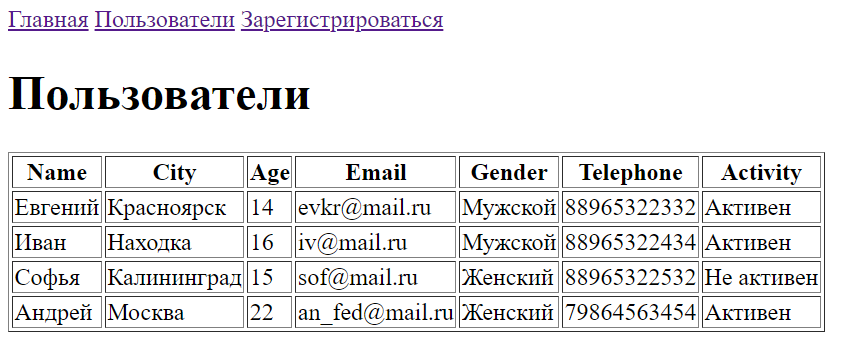 Главная Пользователи Зарегистрироваться
Пользователи
Name City Age Email Gender Telephone Activity
Евгений Красноярск 14 evkr@mail.ru Мужской 88965322332 Активен
Иван Находка 16 iv@mail.ru Мужской 88965322434 Активен
Софья Калининград 15 sof@mail.ru Женский 88965322532 Не активен
Андрей Москва 22 an_fed@mail.ru Женский 79864563454 Активен